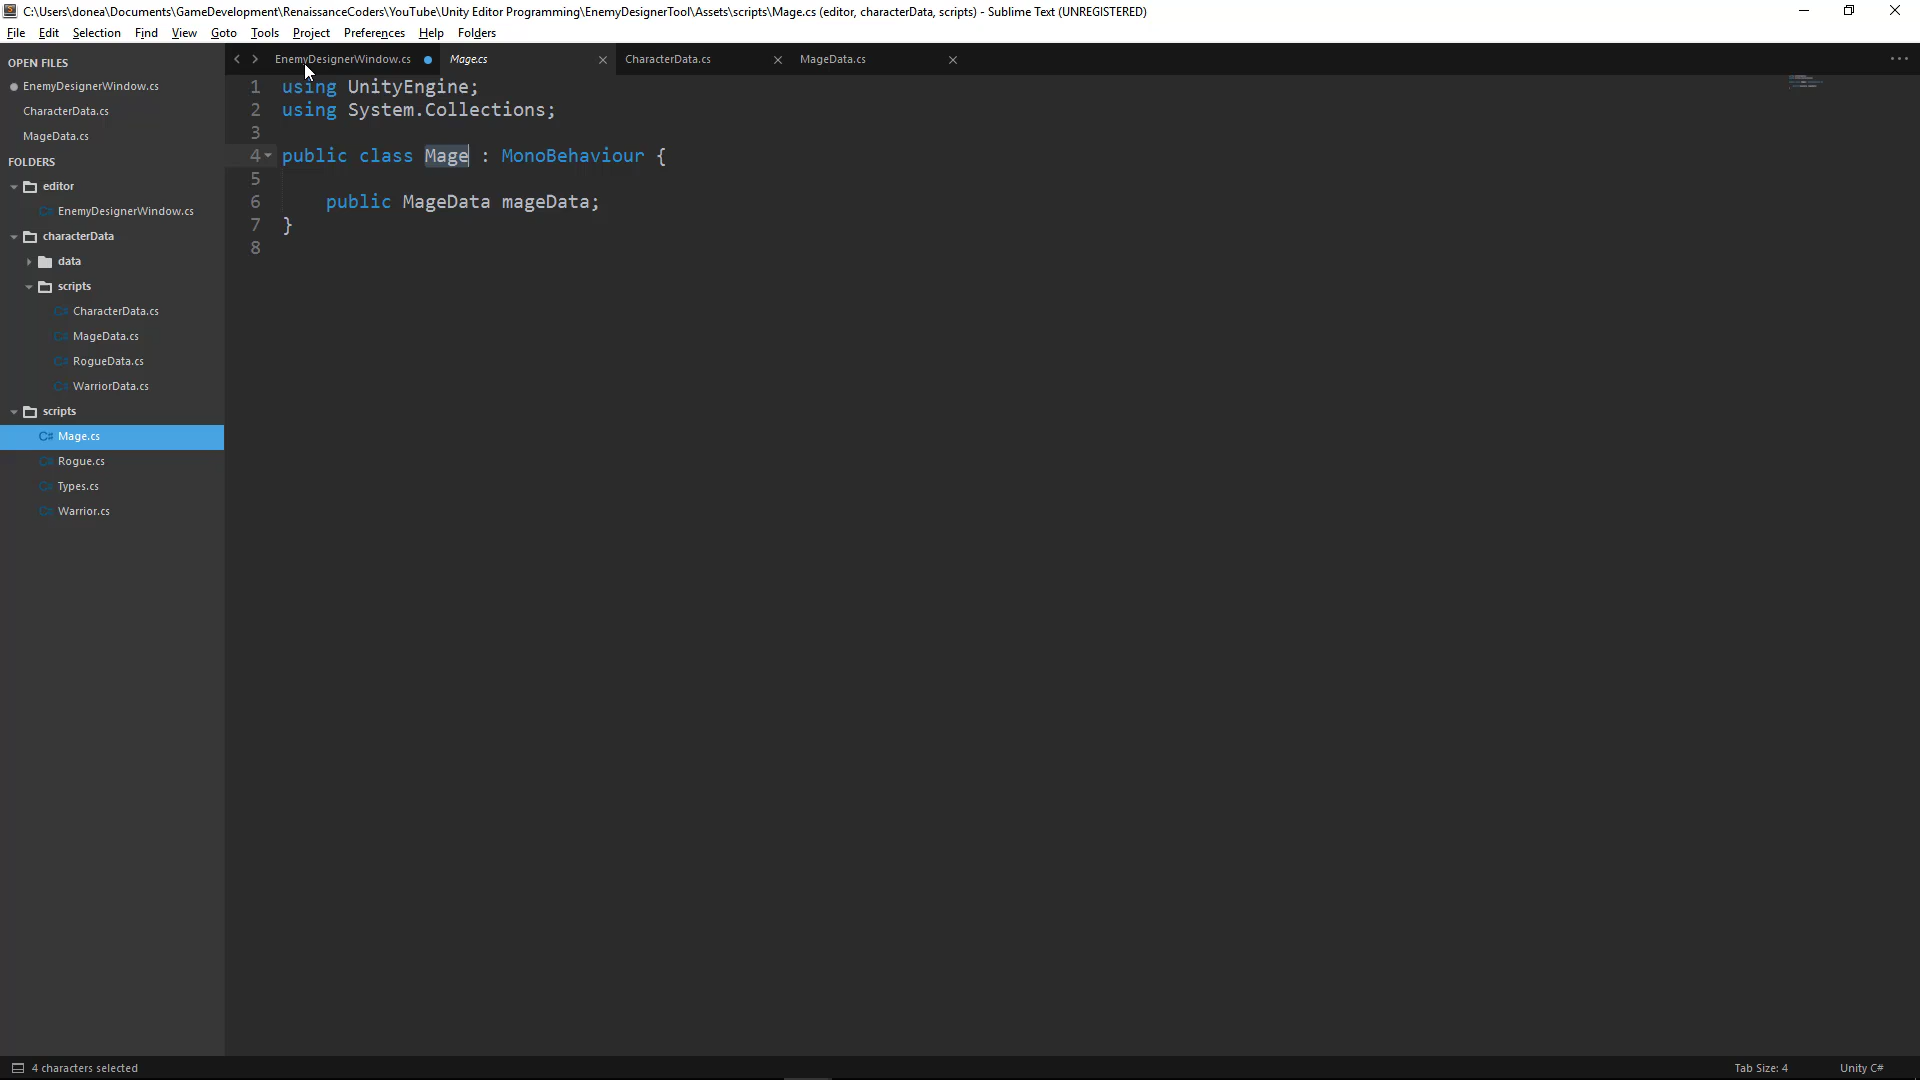 C:\Users\donea\Documents\GameDevelopment\RenaissanceCoders\YouTube\Unity Editor Programming\EnemyDesignerTool\Assets\scripts\Mage.cs (editor, characterData, scripts) - Sublime Text (UNREGISTERED)
File Edit Selection Find View Goto Tools Project Preferences Help Folders
OPEN FILES
EnemyDesignerWindow.cs
CharacterData.cs
MageData.cs
FOLDERS
editor
C# EnemyDesignerWindow.cs
characterData
data
scripts
C# CharacterData.cs
C# MageData.cs
C# RogueData.cs
C# WarriorData.cs
scripts
C# Mage.cs
C# Rogue.cs
C# Types.cs
C# Warrior.cs
EnemyDesignerWindow.cs Mage.cs CharacterData.cs MageData.cs
1 using UnityEngine;
2 using System.Collections;
3
4 public class Mage : MonoBehaviour {
5
6 public MageData mageData;
7 }
8
4 characters selected
Tab Size: 4
Unity C#